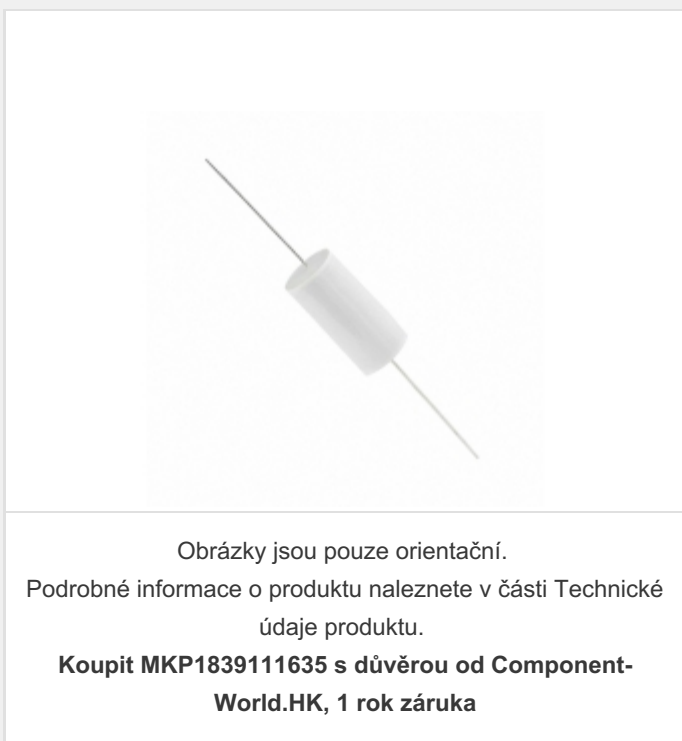 Obrázky jsou pouze orientační.
Podrobné informace o produktu naleznete v části Technické
údaje produktu.
Koupit MKP1839111635 s důvěrou od Component-
World.HK, 1 rok záruka